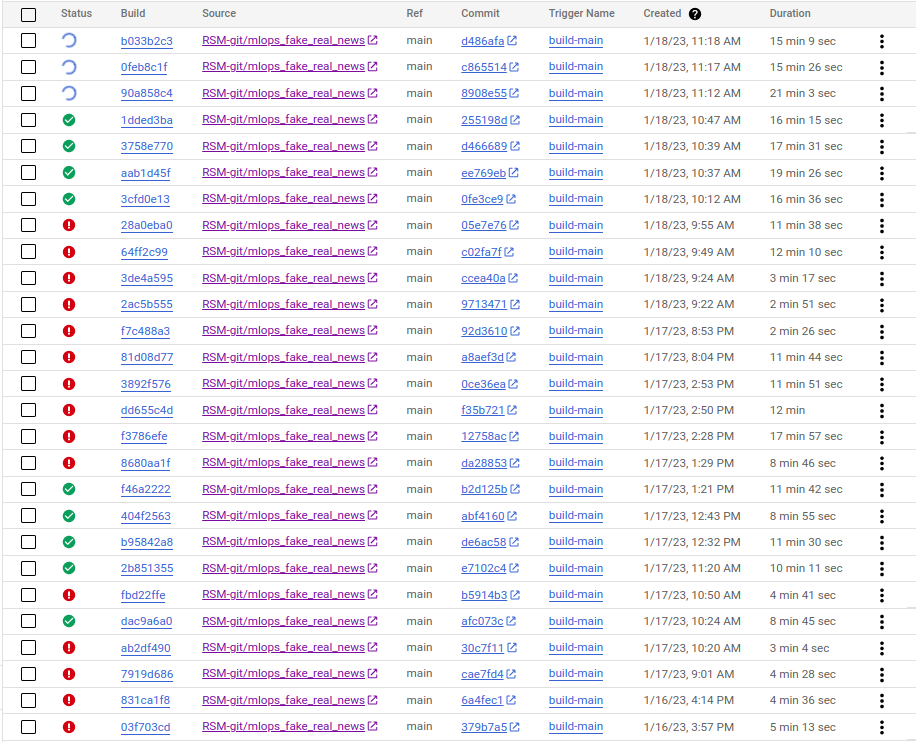 Status Build Source Ref Commit Trigger Name Created Duration
b033b2c3 RSM-git/mlops_fake_real_news main d486afa build-main 1/18/23, 11:18 AM 15 min 9 sec
0feb8c1f RSM-git/mlops_fake_real_news main c865514 build-main 1/18/23, 11:17 AM 15 min 26 sec
90a858c4 RSM-git/mlops_fake_real_news main 8908e55 build-main 1/18/23, 11:12 AM 21 min 3 sec
1dded3ba RSM-git/mlops_fake_real_news main 255198d build-main 1/18/23, 10:47 AM 16 min 15 sec
3758e770 RSM-git/mlops_fake_real_news main d466689 build-main 1/18/23, 10:39 AM 17 min 31 sec
aab1d45f RSM-git/mlops_fake_real_news main ee769eb build-main 1/18/23, 10:37 AM 19 min 26 sec
3cfd0e13 RSM-git/mlops_fake_real_news main 0fe3ce9 build-main 1/18/23, 10:12 AM 16 min 36 sec
28a0eba0 RSM-git/mlops_fake_real_news main 05e7e76 build-main 1/18/23, 9:55 AM 11 min 38 sec
64ff2c99 RSM-git/mlops_fake_real_news main c02fa7f build-main 1/18/23, 9:49 AM 12 min 10 sec
3de4a595 RSM-git/mlops_fake_real_news main ccea40a build-main 1/18/23, 9:24 AM 3 min 17 sec
2ac5b555 RSM-git/mlops_fake_real_news main 9713471 build-main 1/18/23, 9:22 AM 2 min 51 sec
f7c488a3 RSM-git/mlops_fake_real_news main 92d3610 build-main 1/17/23, 8:53 PM 2 min 26 sec
81d08d77 RSM-git/mlops_fake_real_news main a8aef3d build-main 1/17/23, 8:04 PM 11 min 44 sec
3892f576 RSM-git/mlops_fake_real_news main 0ce36ea build-main 1/17/23, 2:53 PM 11 min 51 sec
dd655c4d RSM-git/mlops_fake_real_news main f35b721 build-main 1/17/23, 2:50 PM 12 min
f3786efe RSM-git/mlops_fake_real_news main 12758ac build-main 1/17/23, 2:28 PM 17 min 57 sec
8680aa1f RSM-git/mlops_fake_real_news main da28853 build-main 1/17/23, 1:29 PM 8 min 46 sec
f46a2222 RSM-git/mlops_fake_real_news main b2d125b build-main 1/17/23, 1:21 PM 11 min 42 sec
404f2563 RSM-git/mlops_fake_real_news main abf4160 build-main 1/17/23, 12:43 PM 8 min 55 sec
b95842a8 RSM-git/mlops_fake_real_news main de6ac58 build-main 1/17/23, 12:32 PM 11 min 30 sec
2b851355 RSM-git/mlops_fake_real_news main e7102c4 build-main 1/17/23, 11:20 AM 10 min 11 sec
fbd22ffe RSM-git/mlops_fake_real_news main b5914b3 build-main 1/17/23, 10:50 AM 4 min 41 sec
dac9a6a0 RSM-git/mlops_fake_real_news main afc073c build-main 1/17/23, 10:24 AM 8 min 45 sec
ab2df490 RSM-git/mlops_fake_real_news main 30c7f11 build-main 1/17/23, 10:20 AM 3 min 4 sec
7919d686 RSM-git/mlops_fake_real_news main cae7fd4 build-main 1/17/23, 9:01 AM 4 min 28 sec
831ca1f8 RSM-git/mlops_fake_real_news main 6a4fec1 build-main 1/16/23, 4:14 PM 4 min 36 sec
03f703cd RSM-git/mlops_fake_real_news main 379b7a5 build-main 1/16/23, 3:57 PM 5 min 13 sec